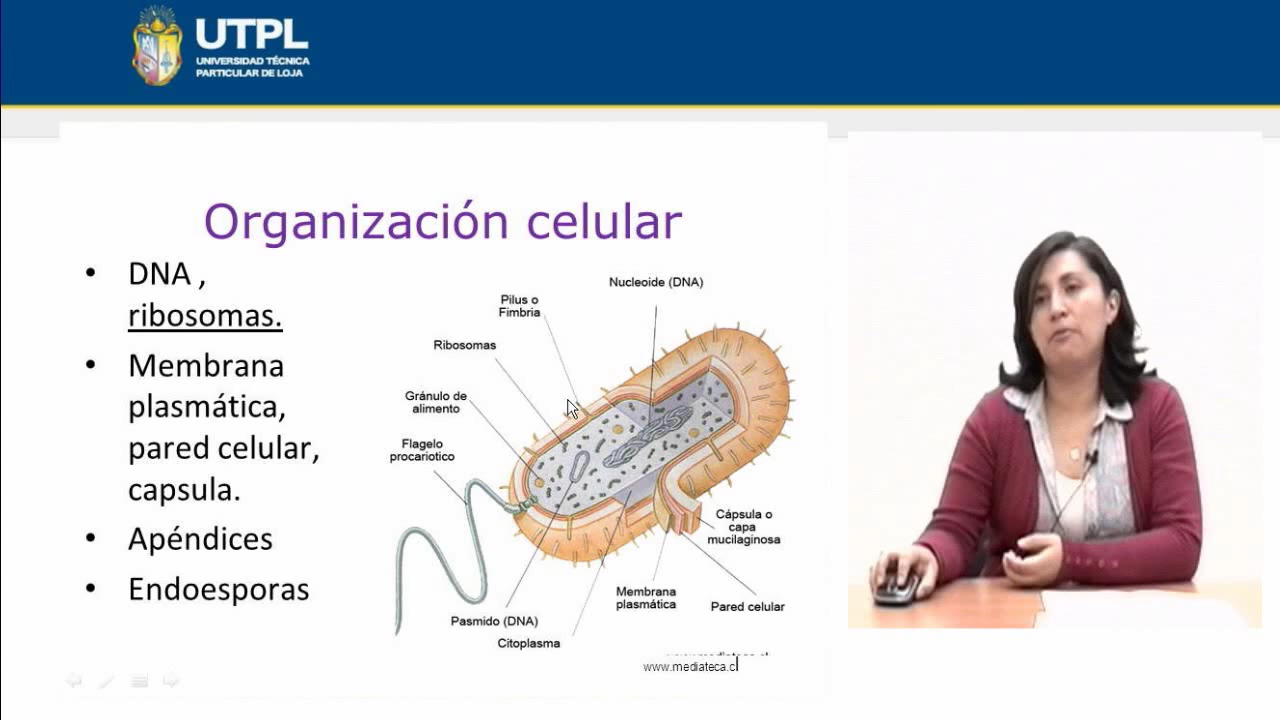 UTPL
UNIVERSIDAD TÉCNICA
PARTICULAR DE LOJA
Organización celular
• DNA ,
ribosomas.
• Membrana
plasmática,
pared celular,
capsula.
• Apéndices
• Endoesporas
Nucleoide (DNA)
Pilus o
Fimbria
Ribosomas
Gránulo de
alimento
Flagelo
procariotico
Cápsula o
capa
mucilaginosa
Membrana
plasmática
Pared celular
Pasmido (DNA)
Citoplasma
www.mediateca.cl